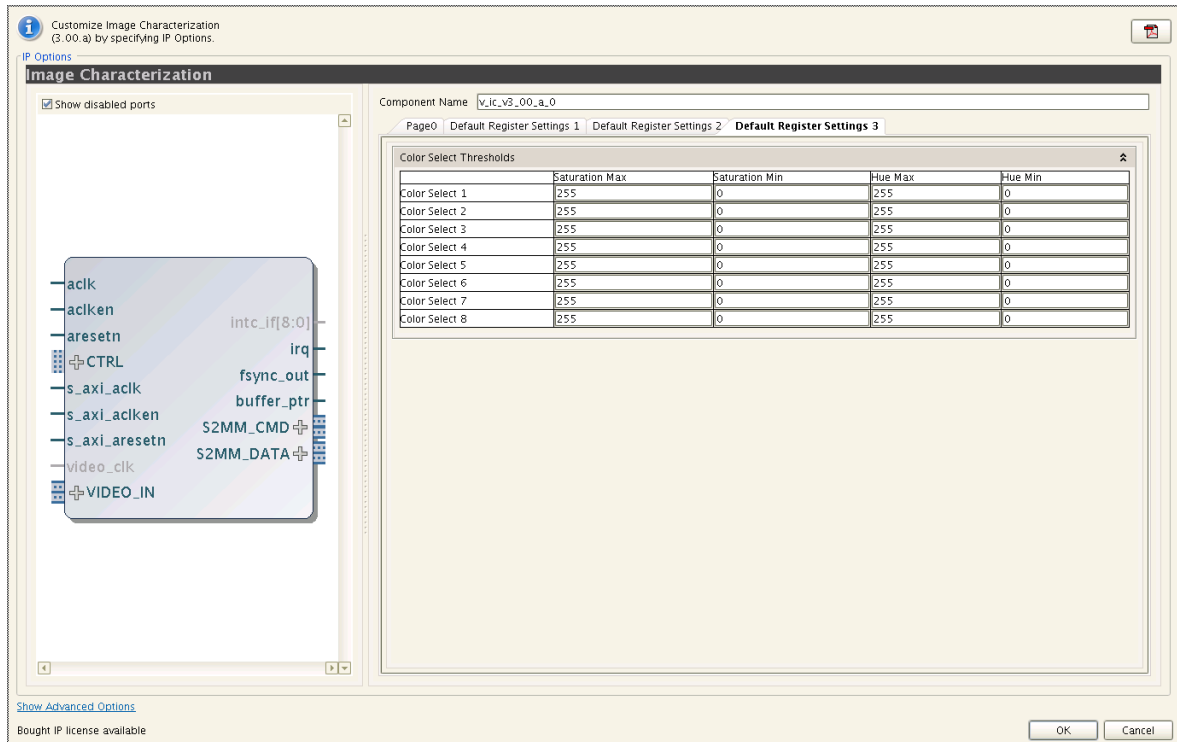 Customize Image Characterization
(3.00.a) by specifying IP Options.
IP Options
Image Characterization
Show disabled ports
aclk
aclken
aresetn
CTRL
s_axi_aclk
s_axi_aclken
s_axi_aresetn
video_clk
VIDEO_IN
intc_if[8:0]
irq
fsync_out
buffer_ptr
S2MM_CMD
S2MM_DATA
Component Name v_ic_v3_00_a_0
Page0 Default Register Settings 1 Default Register Settings 2 Default Register Settings 3
Color Select Thresholds
Saturation Max Saturation Min Hue Max Hue Min
Color Select 1 255 0 255 0
Color Select 2 255 0 255 0
Color Select 3 255 0 255 0
Color Select 4 255 0 255 0
Color Select 5 255 0 255 0
Color Select 6 255 0 255 0
Color Select 7 255 0 255 0
Color Select 8 255 0 255 0
Show Advanced Options
Bought IP license available
OK Cancel